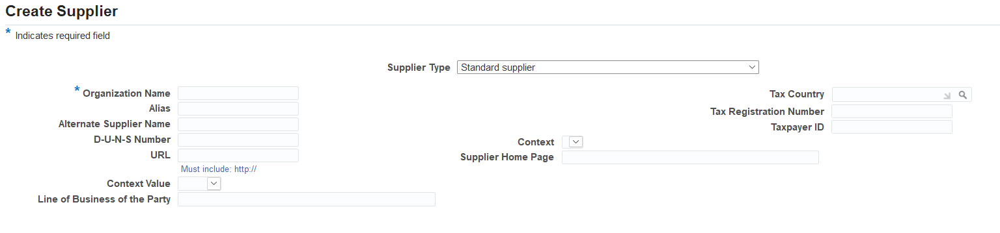 Create Supplier
* Indicates required field
Supplier Type Standard supplier
* Organization Name
Tax Country
Alias
Tax Registration Number
Alternate Supplier Name
Taxpayer ID
D-U-N-S Number
Context
URL
Supplier Home Page
Must include: http://
Context Value
Line of Business of the Party